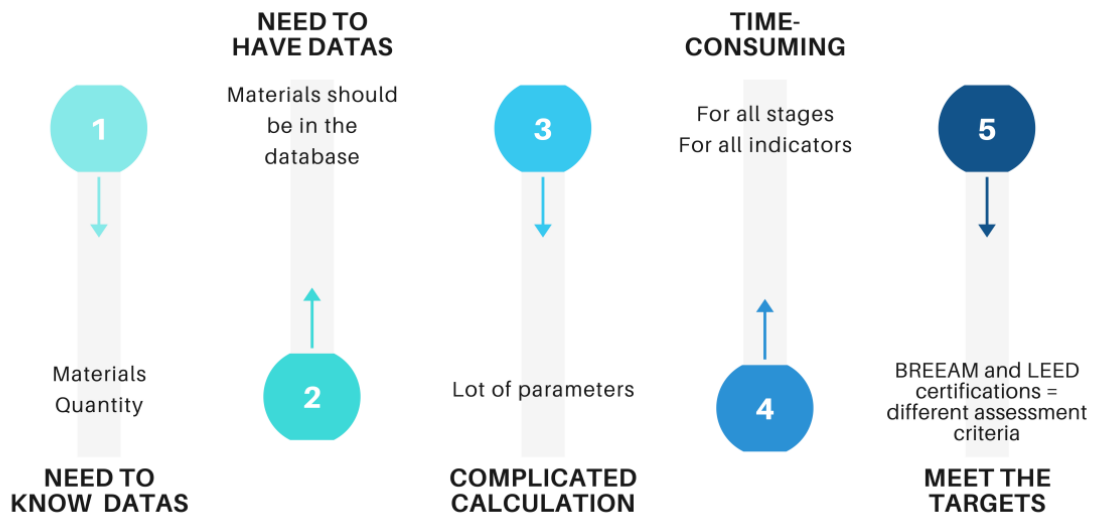 1
Materials
Quantity
NEED TO
KNOW DATAS
NEED TO
HAVE DATAS
Materials should
be in the
database
2
3
Lot of parameters
COMPLICATED
CALCULATION
TIME-
CONSUMING
For all stages
For all indicators
4
5
BREEAM and LEED
certifications =
different assessment
criteria
MEET THE
TARGETS